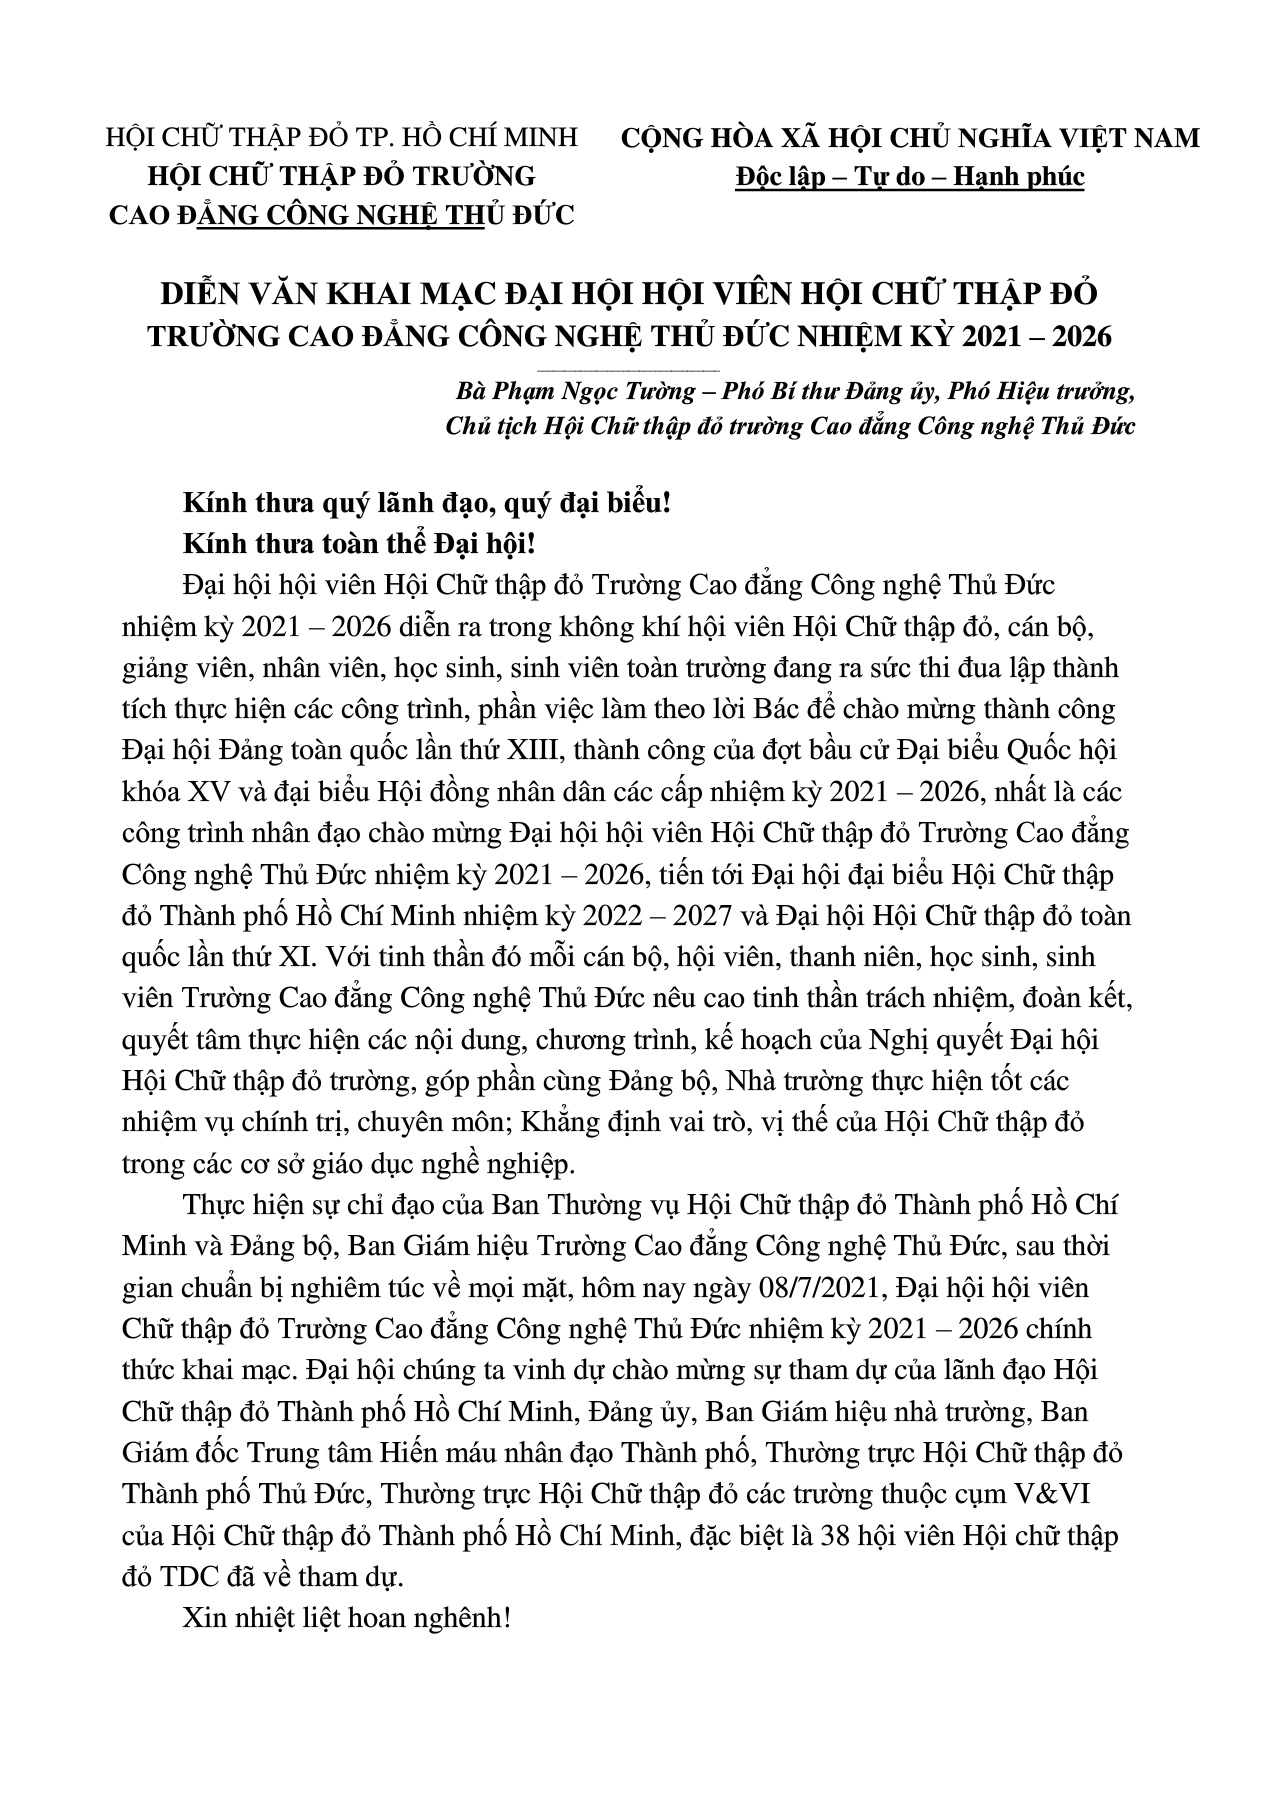 HỘI CHỮ THẬP ĐỎ TP. HỒ CHÍ MINH
HỘI CHỮ THẬP ĐỎ TRƯỜNG
CAO ĐẲNG CÔNG NGHỆ THỦ ĐỨC
CỘNG HÒA XÃ HỘI CHỦ NGHĨA VIỆT NAM
Độc lập – Tự do – Hạnh phúc
DIỄN VĂN KHAI MẠC ĐẠI HỘI HỘI VIÊN HỘI CHỮ THẬP ĐỎ
TRƯỜNG CAO ĐẲNG CÔNG NGHỆ THỦ ĐỨC NHIỆM KỲ 2021 – 2026
Bà Phạm Ngọc Tường – Phó Bí thư Đảng ủy, Phó Hiệu trưởng,
Chủ tịch Hội Chữ thập đỏ trường Cao đẳng Công nghệ Thủ Đức
Kính thưa quý lãnh đạo, quý đại biểu!
Kính thưa toàn thể Đại hội!
Đại hội hội viên Hội Chữ thập đỏ Trường Cao đẳng Công nghệ Thủ Đức
nhiệm kỳ 2021 – 2026 diễn ra trong không khí hội viên Hội Chữ thập đỏ, cán bộ,
giảng viên, nhân viên, học sinh, sinh viên toàn trường đang ra sức thi đua lập thành
tích thực hiện các công trình, phần việc làm theo lời Bác để chào mừng thành công
Đại hội Đảng toàn quốc lần thứ XIII, thành công của đợt bầu cử Đại biểu Quốc hội
khóa XV và đại biểu Hội đồng nhân dân các cấp nhiệm kỳ 2021 – 2026, nhất là các
công trình nhân đạo chào mừng Đại hội hội viên Hội Chữ thập đỏ Trường Cao đẳng
Công nghệ Thủ Đức nhiệm kỳ 2021 – 2026, tiến tới Đại hội đại biểu Hội Chữ thập
đỏ Thành phố Hồ Chí Minh nhiệm kỳ 2022 – 2027 và Đại hội Hội Chữ thập đỏ toàn
quốc lần thứ XI. Với tinh thần đó mỗi cán bộ, hội viên, thanh niên, học sinh, sinh
viên Trường Cao đẳng Công nghệ Thủ Đức nêu cao tinh thần trách nhiệm, đoàn kết,
quyết tâm thực hiện các nội dung, chương trình, kế hoạch của Nghị quyết Đại hội
Hội Chữ thập đỏ trường, góp phần cùng Đảng bộ, Nhà trường thực hiện tốt các
nhiệm vụ chính trị, chuyên môn; Khẳng định vai trò, vị thế của Hội Chữ thập đỏ
trong các cơ sở giáo dục nghề nghiệp.
Thực hiện sự chỉ đạo của Ban Thường vụ Hội Chữ thập đỏ Thành phố Hồ Chí
Minh và Đảng bộ, Ban Giám hiệu Trường Cao đẳng Công nghệ Thủ Đức, sau thời
gian chuẩn bị nghiêm túc về mọi mặt, hôm nay ngày 08/7/2021, Đại hội hội viên
Chữ thập đỏ Trường Cao đẳng Công nghệ Thủ Đức nhiệm kỳ 2021 – 2026 chính
thức khai mạc. Đại hội chúng ta vinh dự chào mừng sự tham dự của lãnh đạo Hội
Chữ thập đỏ Thành phố Hồ Chí Minh, Đảng ủy, Ban Giám hiệu nhà trường, Ban
Giám đốc Trung tâm Hiến máu nhân đạo Thành phố, Thường trực Hội Chữ thập đỏ
Thành phố Thủ Đức, Thường trực Hội Chữ thập đỏ các trường thuộc cụm V&VI
của Hội Chữ thập đỏ Thành phố Hồ Chí Minh, đặc biệt là 38 hội viên Hội chữ thập
đỏ TDC đã về tham dự.
Xin nhiệt liệt hoan nghênh!